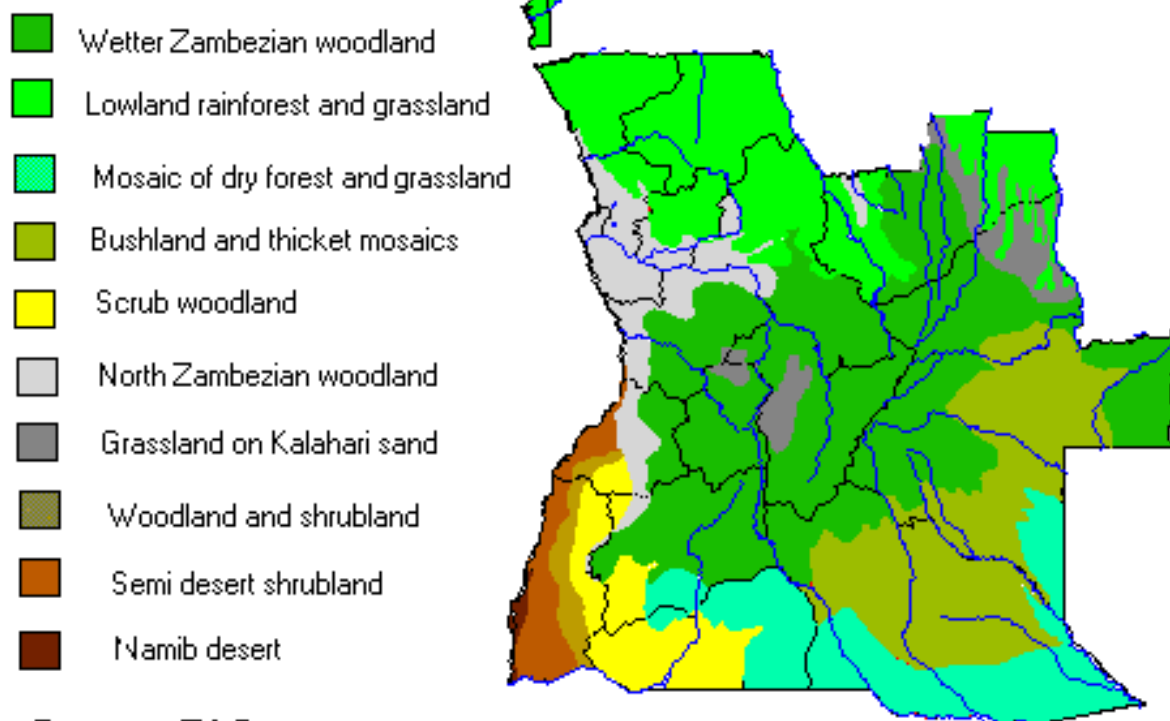 Wetter Zambezian woodland
Lowland rainforest and grassland
Mosaic of dry forest and grassland
Bushland and thicket mosaics
Scrub woodland
North Zambezian woodland
Grassland on Kalahari sand
Woodland and shrubland
Semi desert shrubland
Namib desert